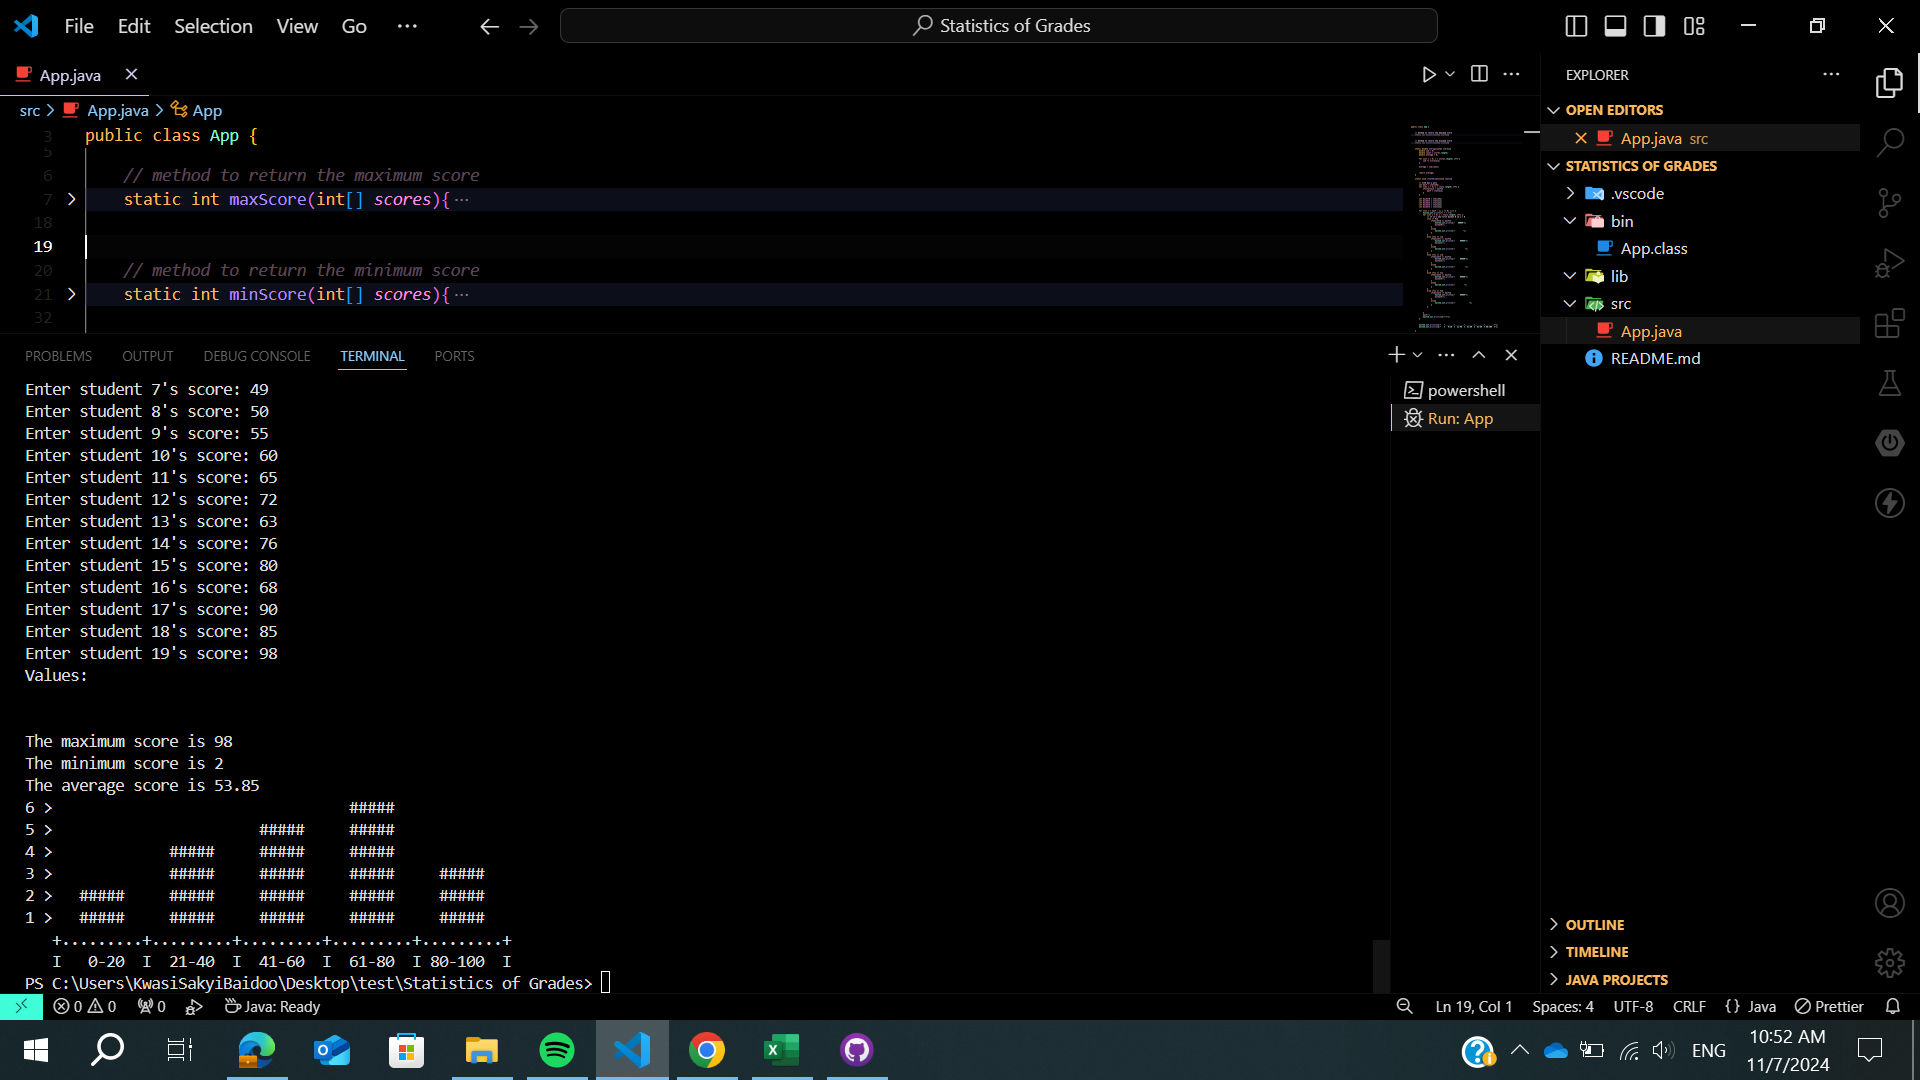 File Edit Selection View Go ··· Statistics of Grades
App.java
EXPLORER
src > App.java > App
OPEN EDITORS
App.java src
STATISTICS OF GRADES
.vscode
bin
App.class
lib
src
App.java
README.md
3 public class App {
5
6 // method to return the maximum score
7 static int maxScore(int[] scores){···
18
19
20 // method to return the minimum score
21 static int minScore(int[] scores){···
32
PROBLEMS OUTPUT DEBUG CONSOLE TERMINAL PORTS
powershell
Run: App
Enter student 7's score: 49
Enter student 8's score: 50
Enter student 9's score: 55
Enter student 10's score: 60
Enter student 11's score: 65
Enter student 12's score: 72
Enter student 13's score: 63
Enter student 14's score: 76
Enter student 15's score: 80
Enter student 16's score: 68
Enter student 17's score: 90
Enter student 18's score: 85
Enter student 19's score: 98
Values:
The maximum score is 98
The minimum score is 2
The average score is 53.85
6 >                                 #####
5 >                       #####     #####
4 >             #####     #####     #####
3 >             #####     #####     #####     #####
2 >   #####     #####     #####     #####     #####
1 >   #####     #####     #####     #####     #####
   +.........+.........+.........+.........+.........+
   I   0-20  I  21-40  I  41-60  I  61-80  I 80-100  I
PS C:\Users\KwasiSakyiBaidoo\Desktop\test\Statistics of Grades>
OUTLINE
TIMELINE
JAVA PROJECTS
0 0 0 Java: Ready Ln 19, Col 1 Spaces: 4 UTF-8 CRLF {} Java Prettier
ENG
10:52 AM
11/7/2024